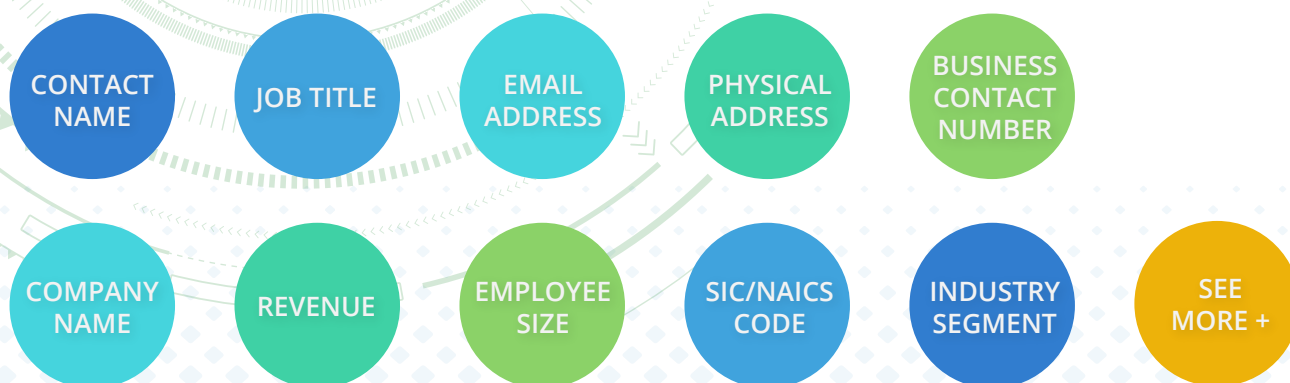 CONTACT
NAME
JOB TITLE
EMAIL
ADDRESS
PHYSICAL
ADDRESS
BUSINESS
CONTACT
NUMBER
COMPANY
NAME
REVENUE
EMPLOYEE
SIZE
SIC/NAICS
CODE
INDUSTRY
SEGMENT
SEE
MORE +